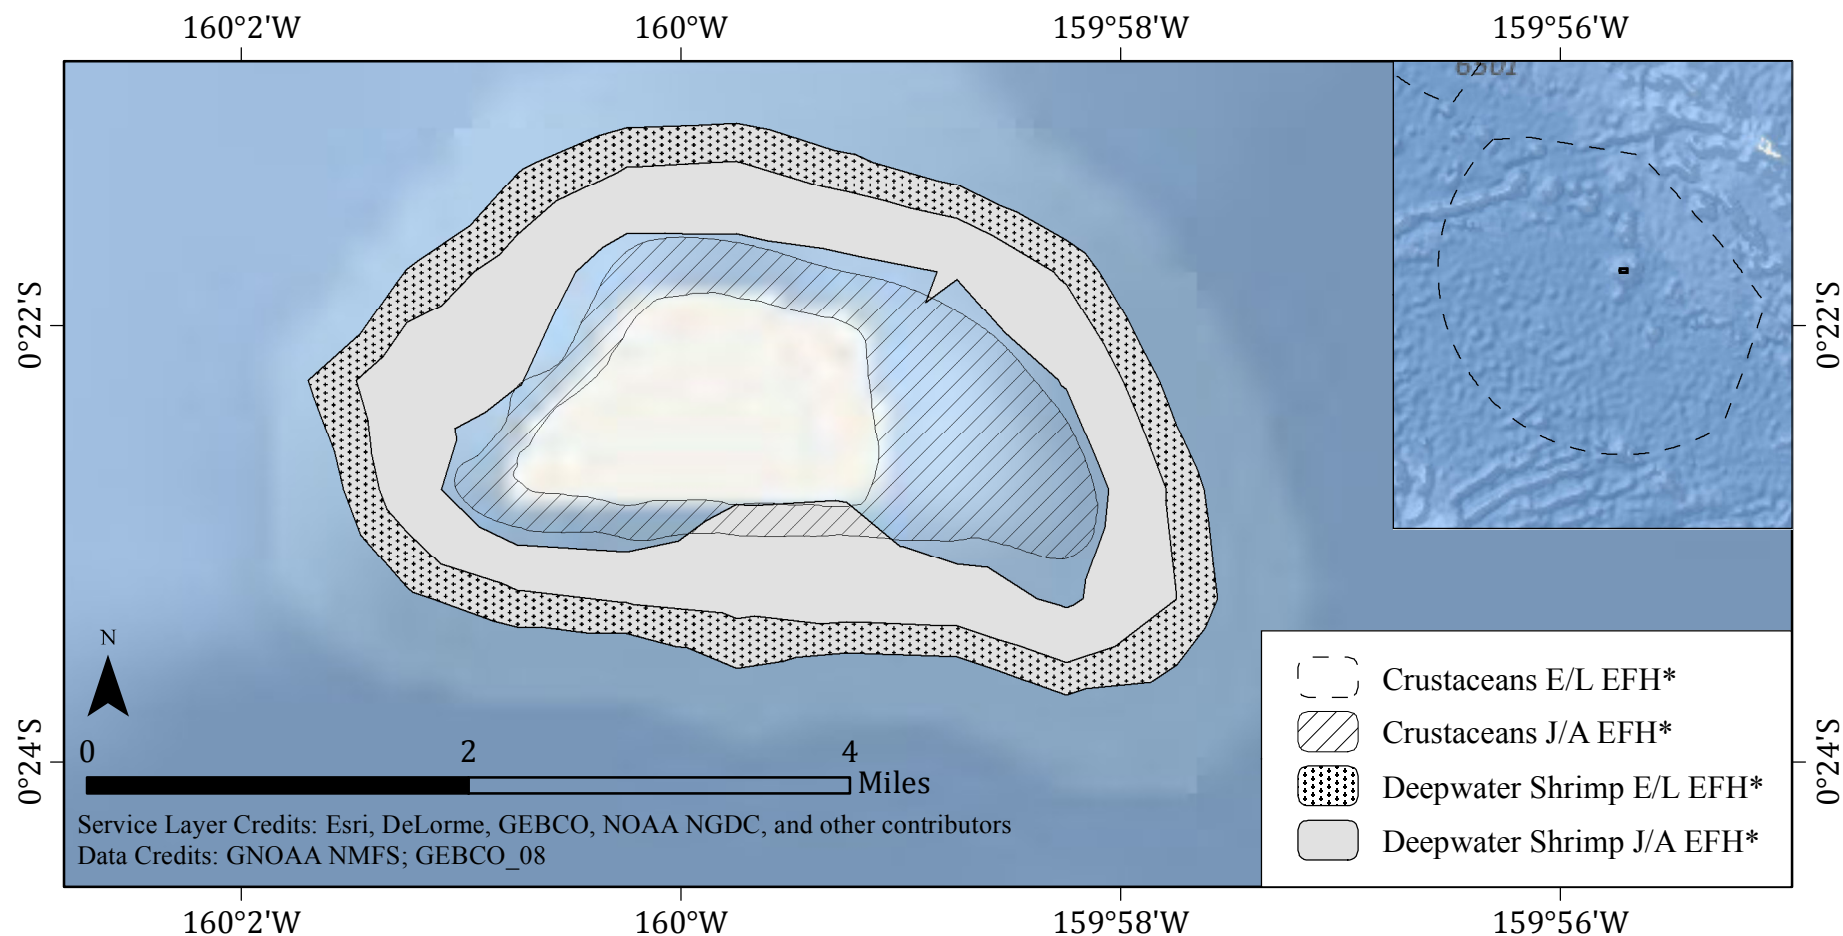 160°2'W 160°W 159°58'W 159°56'W
0°22'S
0°22'S
N
0°24'S
0°24'S
0 2 4
Miles
Service Layer Credits: Esri, DeLorme, GEBCO, NOAA NGDC, and other contributors
Data Credits: GNOAA NMFS; GEBCO_08
Crustaceans E/L EFH*
Crustaceans J/A EFH*
Deepwater Shrimp E/L EFH*
Deepwater Shrimp J/A EFH*
160°2'W 160°W 159°58'W 159°56'W